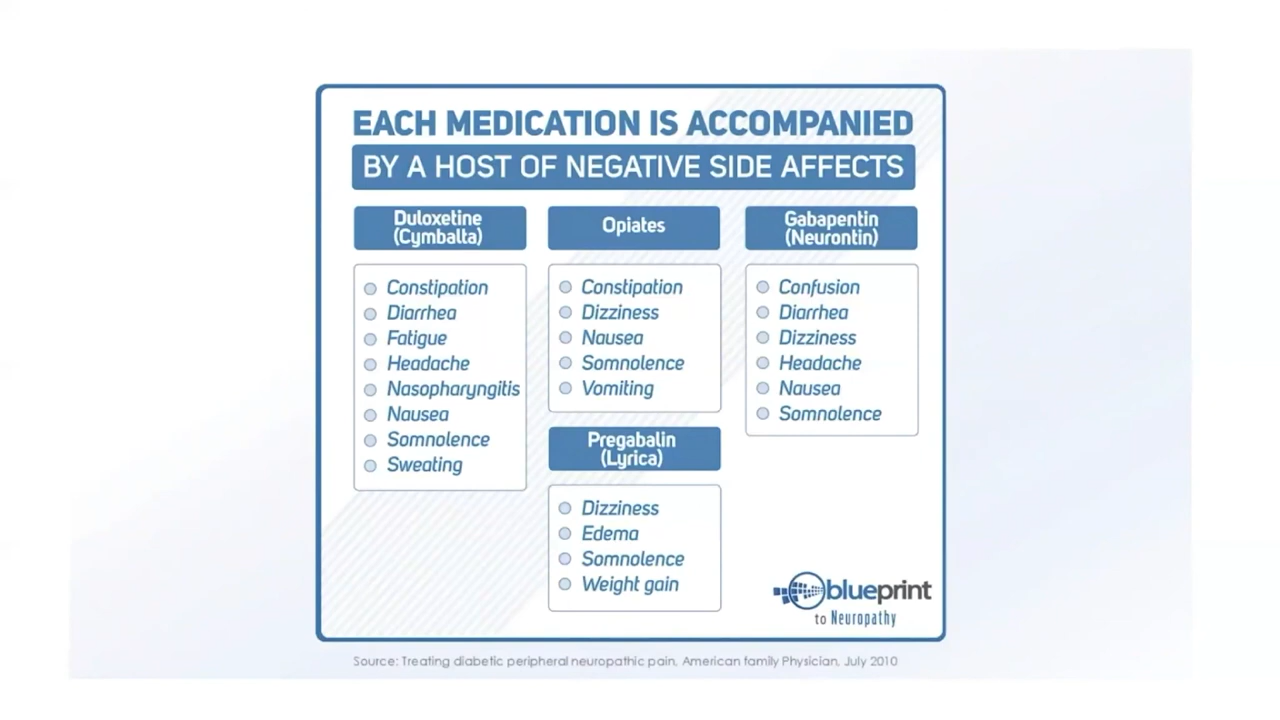 EACH MEDICATION IS ACCOMPANIED
BY A HOST OF NEGATIVE SIDE AFFECTS
Duloxetine
(Cymbalta)
Constipation
Diarrhea
Fatigue
Headache
Nasopharyngitis
Nausea
Somnolence
Sweating
Opiates
Constipation
Dizziness
Nausea
Somnolence
Vomiting
Pregabalin
(Lyrica)
Dizziness
Edema
Somnolence
Weight gain
Gabapentin
(Neurontin)
Confusion
Diarrhea
Dizziness
Headache
Nausea
Somnolence
blueprint
to Neuropathy
Source: Treating diabetic peripheral neuropathic pain, American family Physician, July 2010